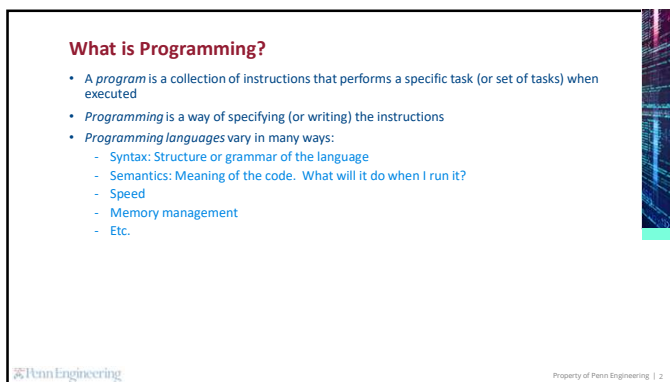 What is Programming?
• A program is a collection of instructions that performs a specific task (or set of tasks) when
executed
• Programming is a way of specifying (or writing) the instructions
• Programming languages vary in many ways:
- Syntax: Structure or grammar of the language
- Semantics: Meaning of the code. What will it do when I run it?
- Speed
- Memory management
- Etc.
Penn Engineering
Property of Penn Engineering | 2